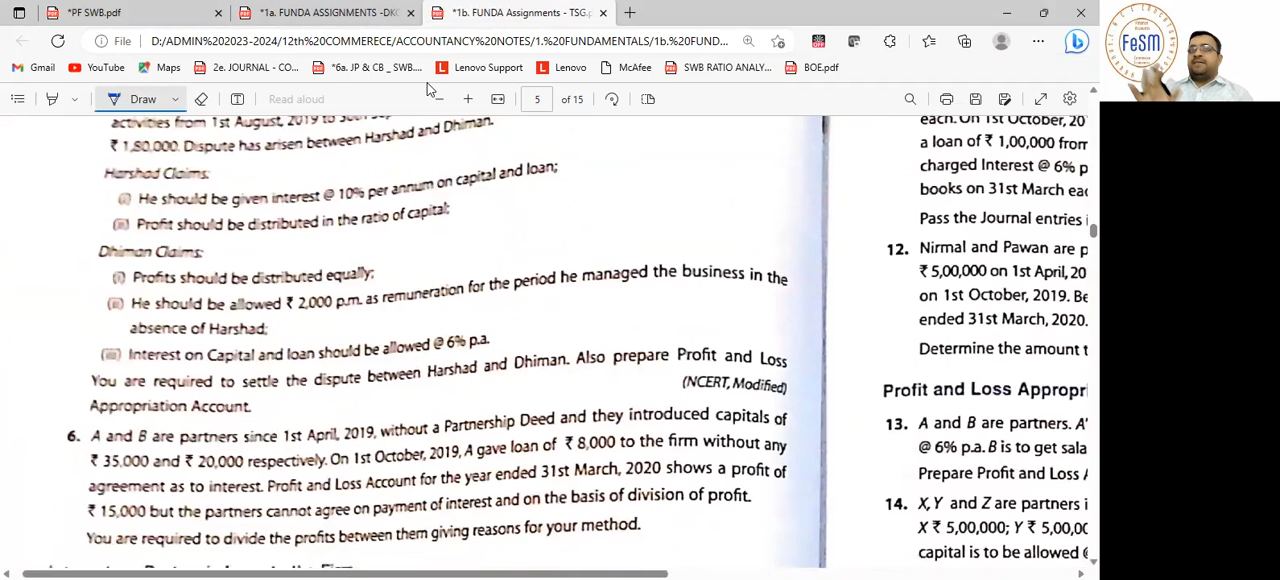 *PF SWB.pdf
*1a. FUNDA ASSIGNMENTS -DKG
*1b. FUNDA Assignments - TSG.p
File
D:/ADMIN%202023-2024/12th%20COMMERECE/ACCOUNTANCE%20NOTES/1.%20FUNDAMENTALS/1b.%20FUND...
Gmail
YouTube
Maps
2e. JOURNAL - CO...
*6a. JP & SCB _ SWB....
Lenovo Support
Lenovo
McAfee
SWB RATIO ANALY...
BOE.pdf
OFF
FeSM
Draw
Read aloud
5 of 15
activities from 1st August, 2019 to
₹ 1,80,000. Dispute has arisen between Harshad and Dhiman.
Harshad Claims:
(i) He should be given interest @ 10% per annum on capital and loan;
(ii) Profit should be distributed in the ratio of capital;
Dhiman Claims:
(i) Profits should be distributed equally;
(ii) He should be allowed ₹ 2,000 p.m. as remuneration for the period he managed the business in the
absence of Harshad;
(iii) Interest on Capital and loan should be allowed @ 6% p.a.
You are required to settle the dispute between Harshad and Dhiman. Also prepare Profit and Loss
Appropriation Account.
(NCERT, Modified)
6. A and B are partners since 1st April, 2019, without a Partnership Deed and they introduced capitals of
₹ 35,000 and ₹ 20,000 respectively. On 1st October, 2019, A gave loan of ₹ 8,000 to the firm without any
agreement as to interest. Profit and Loss Account for the year ended 31st March, 2020 shows a profit of
₹ 15,000 but the partners cannot agree on payment of interest and on the basis of division of profit.
You are required to divide the profits between them giving reasons for your method.
each. On 1st October, 20
a loan of ₹ 1,00,000 from
charged Interest @ 6% p
books on 31st March eac
Pass the Journal entries i
12. Nirmal and Pawan are p
₹ 5,00,000 on 1st April, 20
on 1st October, 2019. Be
ended 31st March, 2020.
Determine the amount t
Profit and Loss Appropri
13. A and B are partners. A'
@ 6% p.a. B is to get sala
Prepare Profit and Loss A
14. X, Y and Z are partners i
X ₹ 5,00,000; Y ₹ 5,00,00
capital is to be allowed @